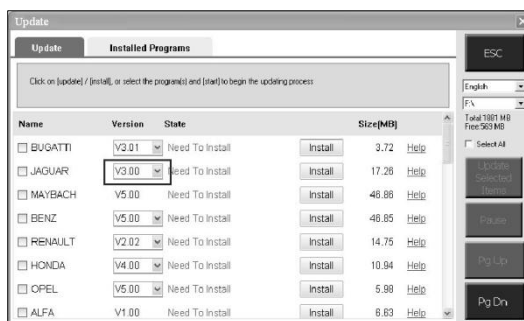 Update
Update Installed Programs
ESC
Click on [update] / [install], or select the program(s) and [start] to begin the updating process
English
F:\
Total:1881 MB
Free:569 MB
Select All
Name Version State Size(MB)
BUGATTI V3.01 Need To Install Install 3.72 Help
JAGUAR V3.00 Need To Install Install 17.26 Help
MAYBACH V5.00 Need To Install Install 46.86 Help
BENZ V5.00 Need To Install Install 46.85 Help
RENAULT V2.02 Need To Install Install 14.75 Help
HONDA V4.00 Need To Install Install 10.94 Help
OPEL V5.00 Need To Install Install 5.98 Help
ALFA V1.00 Need To Install Install 6.63 Help
Update
Selected
Items
Pause
Pg Up
Pg Dn